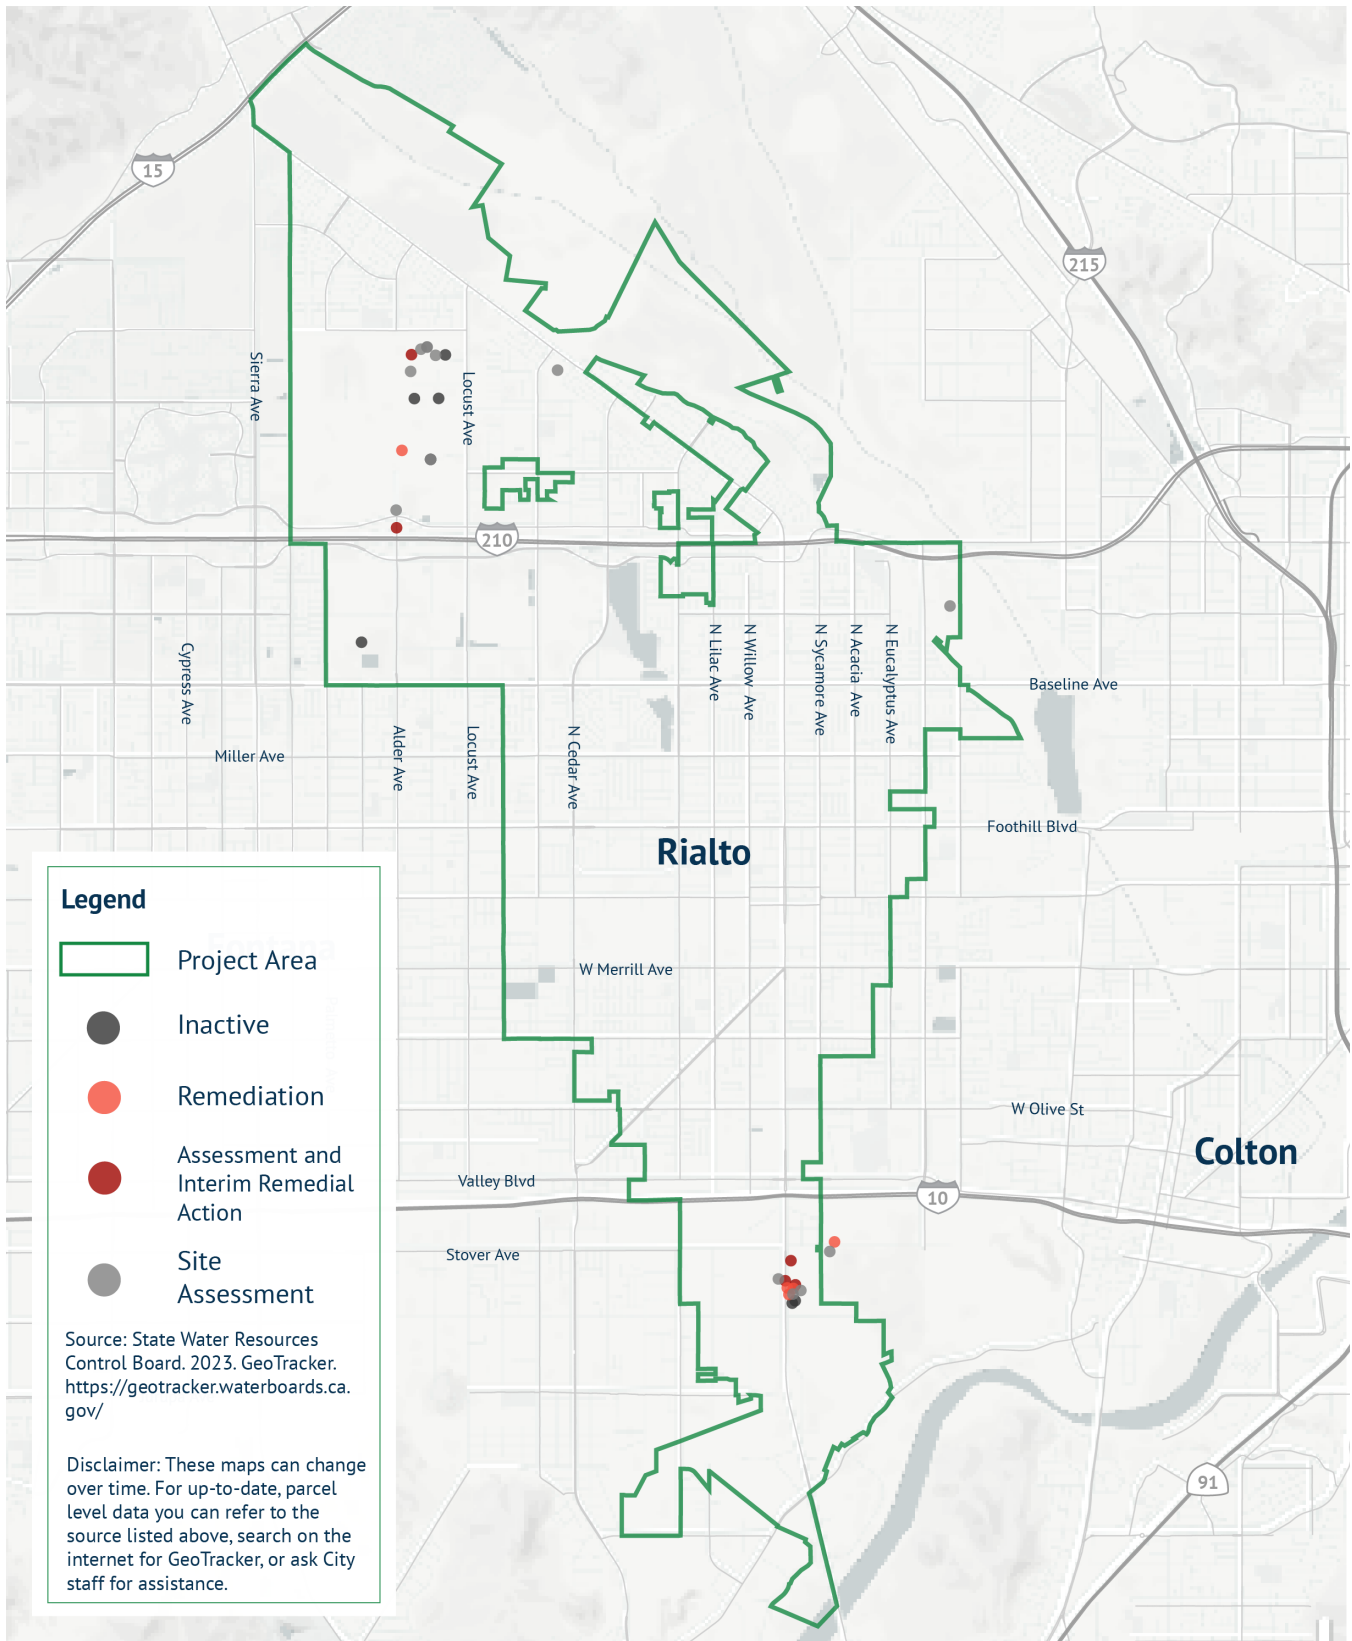 15
215
Sierra Ave
Locust Ave
210
Cypress Ave
N Lilac Ave
N Willow Ave
N Sycamore Ave
N Acacia Ave
N Eucalyptus Ave
Baseline Ave
Miller Ave
Alder Ave
Locust Ave
N Cedar Ave
Foothill Blvd
Rialto
W Merrill Ave
W Olive St
Colton
Valley Blvd
10
Stover Ave
91
Legend
Fontana
Project Area
Inactive
Remediation
Assessment and
Interim Remedial
Action
Site
Assessment
Source: State Water Resources
Control Board. 2023. GeoTracker.
https://geotracker.waterboards.ca.
gov/
Disclaimer: These maps can change
over time. For up-to-date, parcel
level data you can refer to the
source listed above, search on the
internet for GeoTracker, or ask City
staff for assistance.